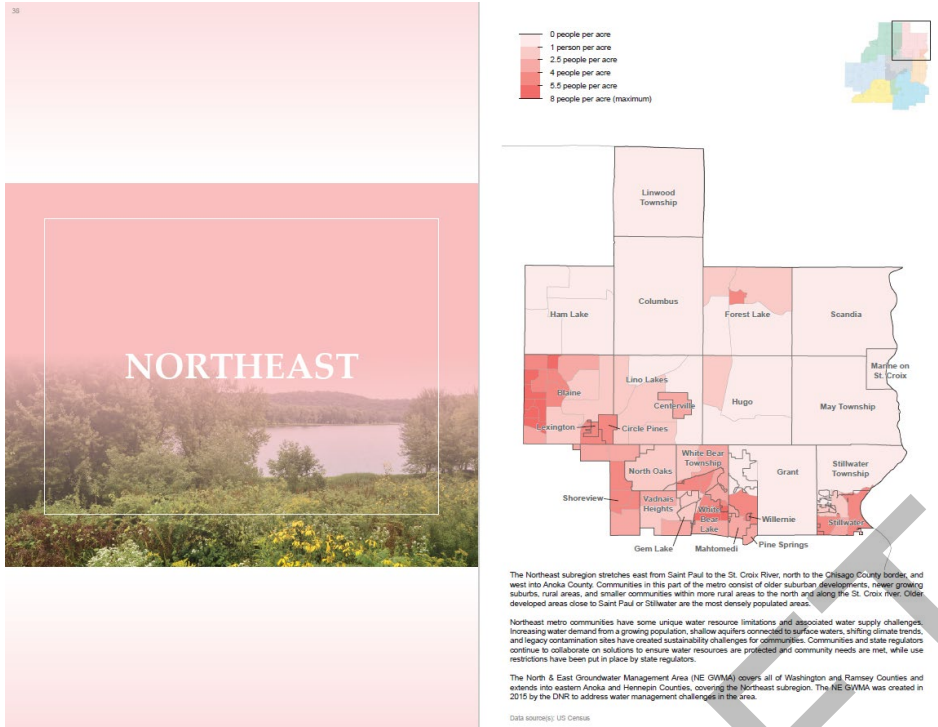 38
NORTHEAST
0 people per acre
1 person per acre
2.5 people per acre
4 people per acre
5.5 people per acre
8 people per acre (maximum)
Linwood
Township
Ham Lake
Columbus
Forest Lake
Scandia
Marine on
St. Croix
Blaine
Lino Lakes
Centerville
Hugo
May Township
Lexington
Circle Pines
White Bear
Township
North Oaks
Grant
Stillwater
Township
Shoreview
Vadnais
Heights
White
Bear
Lake
Willernie
Stillwater
Gem Lake
Mahtomedi
Pine Springs
The Northeast subregion stretches east from Saint Paul to the St. Croix River, north to the Chisago County border, and
west into Anoka County. Communities in this part of the metro consist of older suburban developments, newer growing
suburbs, rural areas, and smaller communities within more rural areas to the north and along the St. Croix river. Older
developed areas close to Saint Paul or Stillwater are the most densely populated areas.
Northeast metro communities have some unique water resource limitations and associated water supply challenges.
Increasing water demand from a growing population, shallow aquifers connected to surface waters, shifting climate trends,
and legacy contamination sites have created sustainability challenges for communities. Communities and state regulators
continue to collaborate on solutions to ensure water resources are protected and community needs are met, while use
restrictions have been put in place by state regulators.
The North & East Groundwater Management Area (NE GWMA) covers all of Washington and Ramsey Counties and
extends into eastern Anoka and Hennepin Counties, covering the Northeast subregion. The NE GWMA was created in
2015 by the DNR to address water management challenges in the area.
Data source(s): US Census